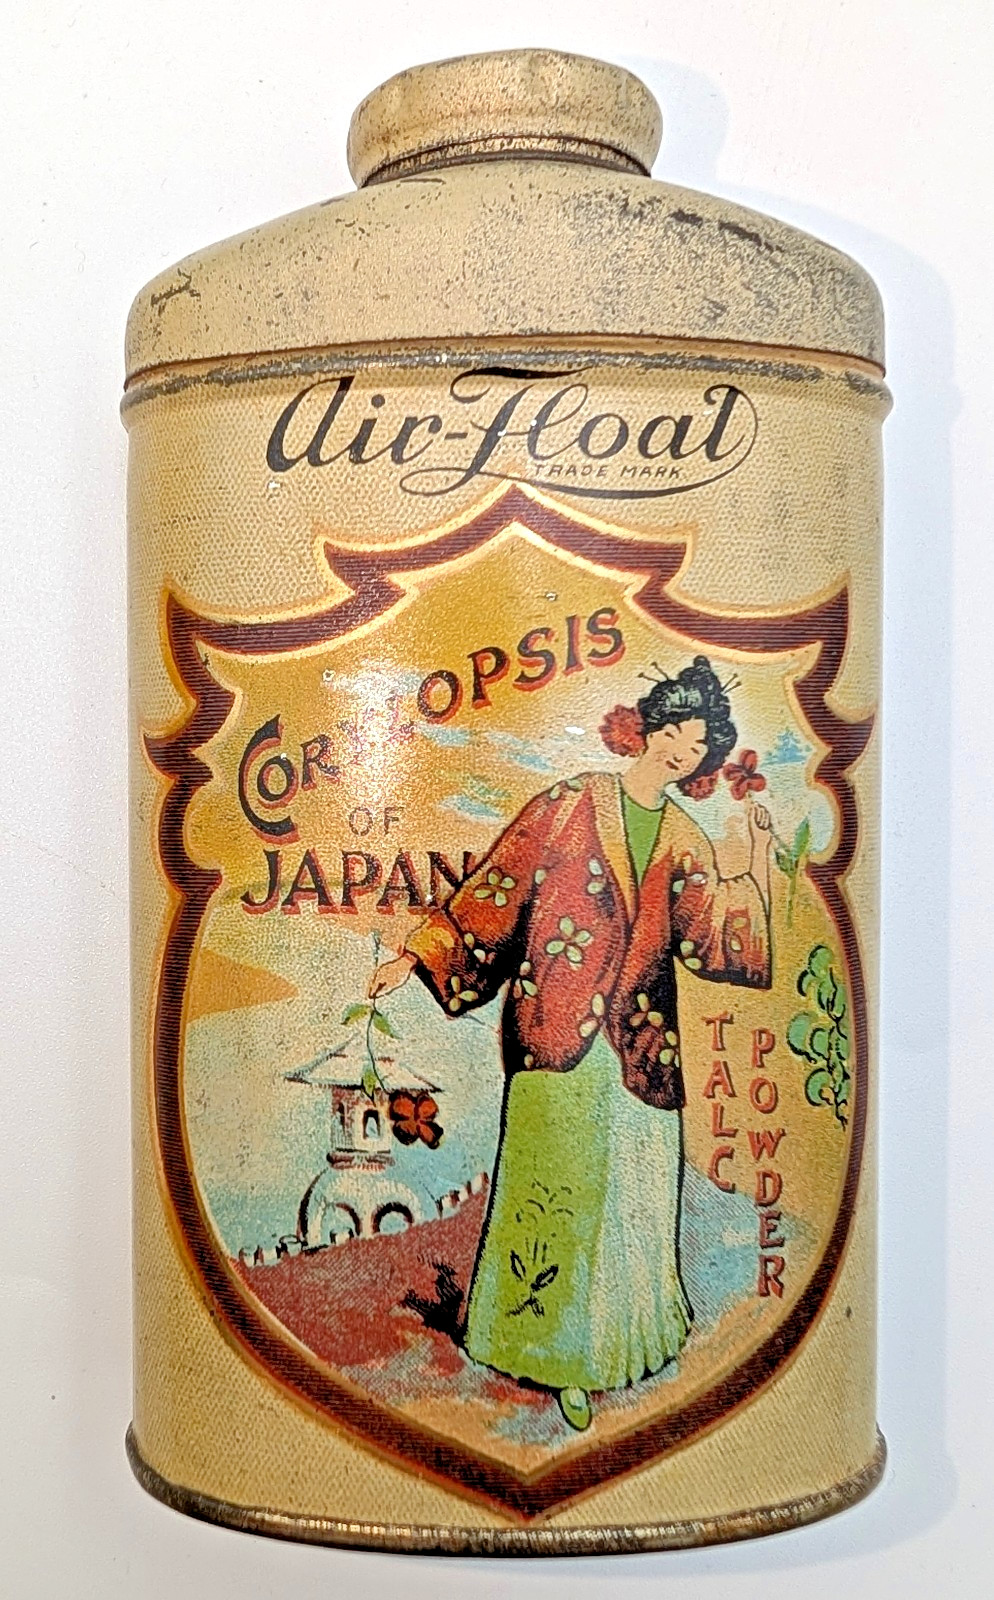 Air-Float
TRADE MARK
CORYLOPSIS
OF
JAPAN
TALC
POWDER